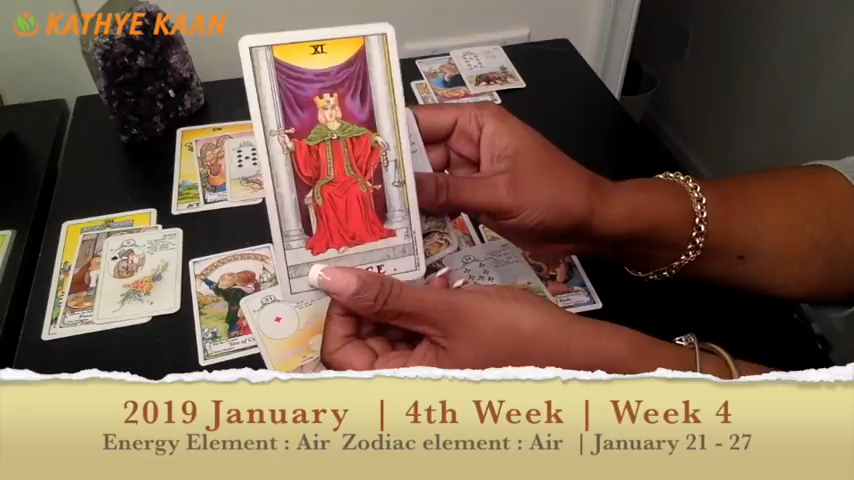 KATHYE KAAN
XI
2019 January | 4th Week | Week 4
Energy Element : Air Zodiac element : Air | January 21 - 27